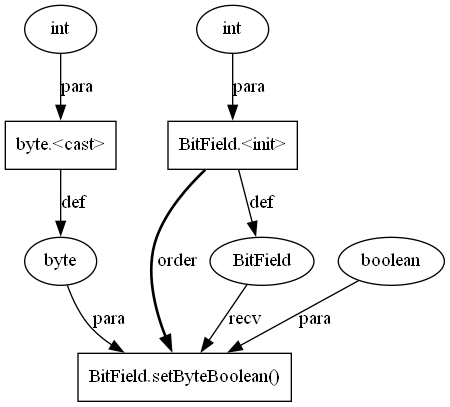 int
int
para
para
byte.<cast>
BitField.<init>
def
def
byte
order
BitField
boolean
para
recv
para
BitField.setByteBoolean()